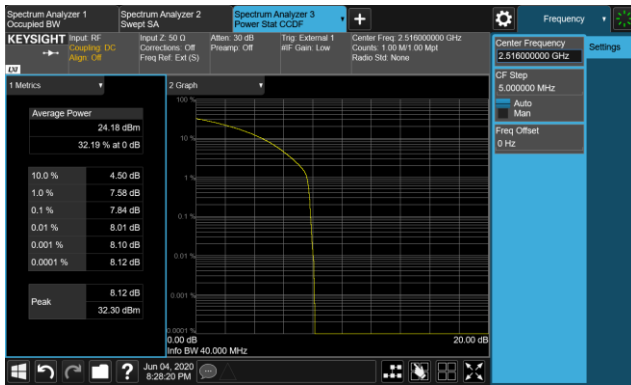 Spectrum Analyzer 1
Occupied BW
Spectrum Analyzer 2
Swept SA
Spectrum Analyzer 3
Power Stat CCDF
Frequency
KEYSIGHT
Input: RF
Coupling: DC
Align: Off
Input Z: 50 Ω
Corrections: Off
Freq Ref: Ext (S)
Atten: 30 dB
Preamp: Off
Trig: External 1
#IF Gain: Low
Center Freq: 2.516000000 GHz
Counts: 1.00 M/1.00 Mpt
Radio Std: None
LXI
Center Frequency
2.516000000 GHz
Settings
CF Step
5.000000 MHz
Auto
Man
Freq Offset
0 Hz
1 Metrics
Average Power
24.18 dBm
32.19 % at 0 dB
10.0 % 4.50 dB
1.0 % 7.58 dB
0.1 % 7.84 dB
0.01 % 8.01 dB
0.001 % 8.10 dB
0.0001 % 8.12 dB
Peak
8.12 dB
32.30 dBm
2 Graph
100 %
10 %
1 %
0.1 %
0.01 %
0.001 %
0.0001 %
0.00 dB
20.00 dB
Info BW 40.000 MHz
Jun 04, 2020
8:28:20 PM